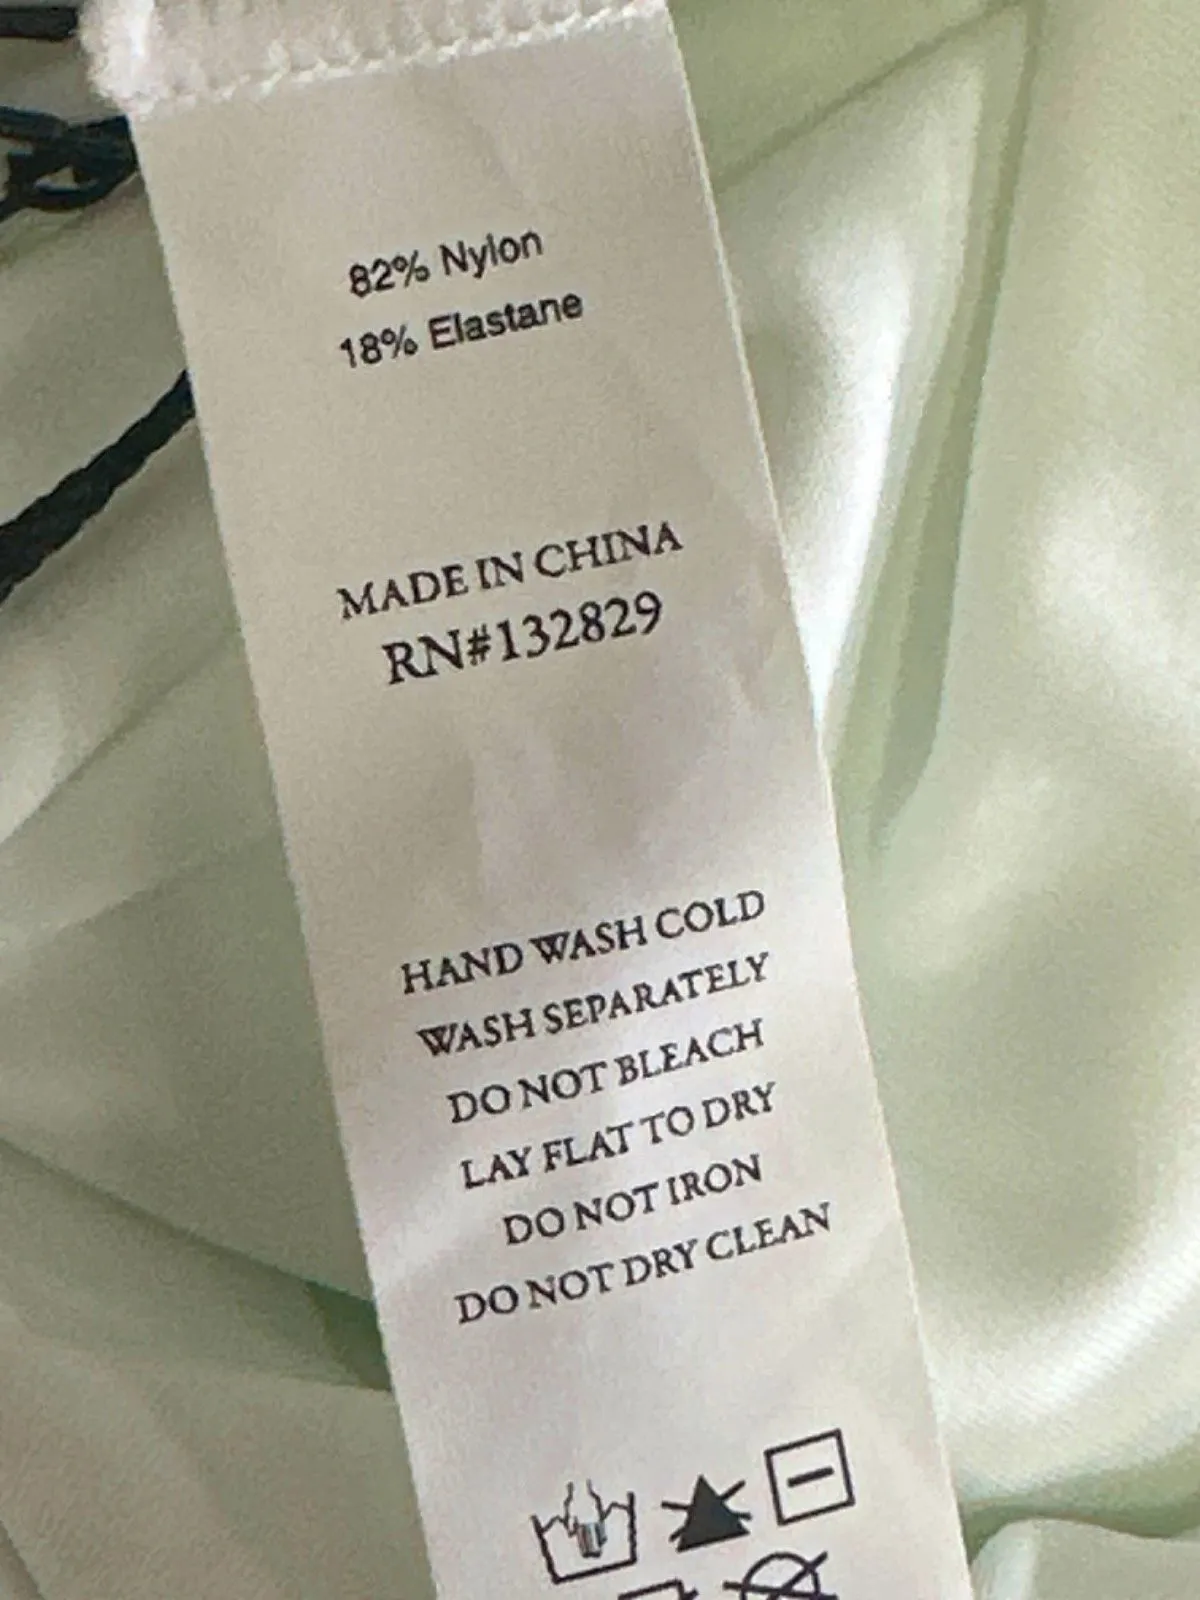 82% Nylon
18% Elastane
MADE IN CHINA
RN#132829
HAND WASH COLD
WASH SEPARATELY
DO NOT BLEACH
LAY FLAT TO DRY
DO NOT IRON
DO NOT DRY CLEAN